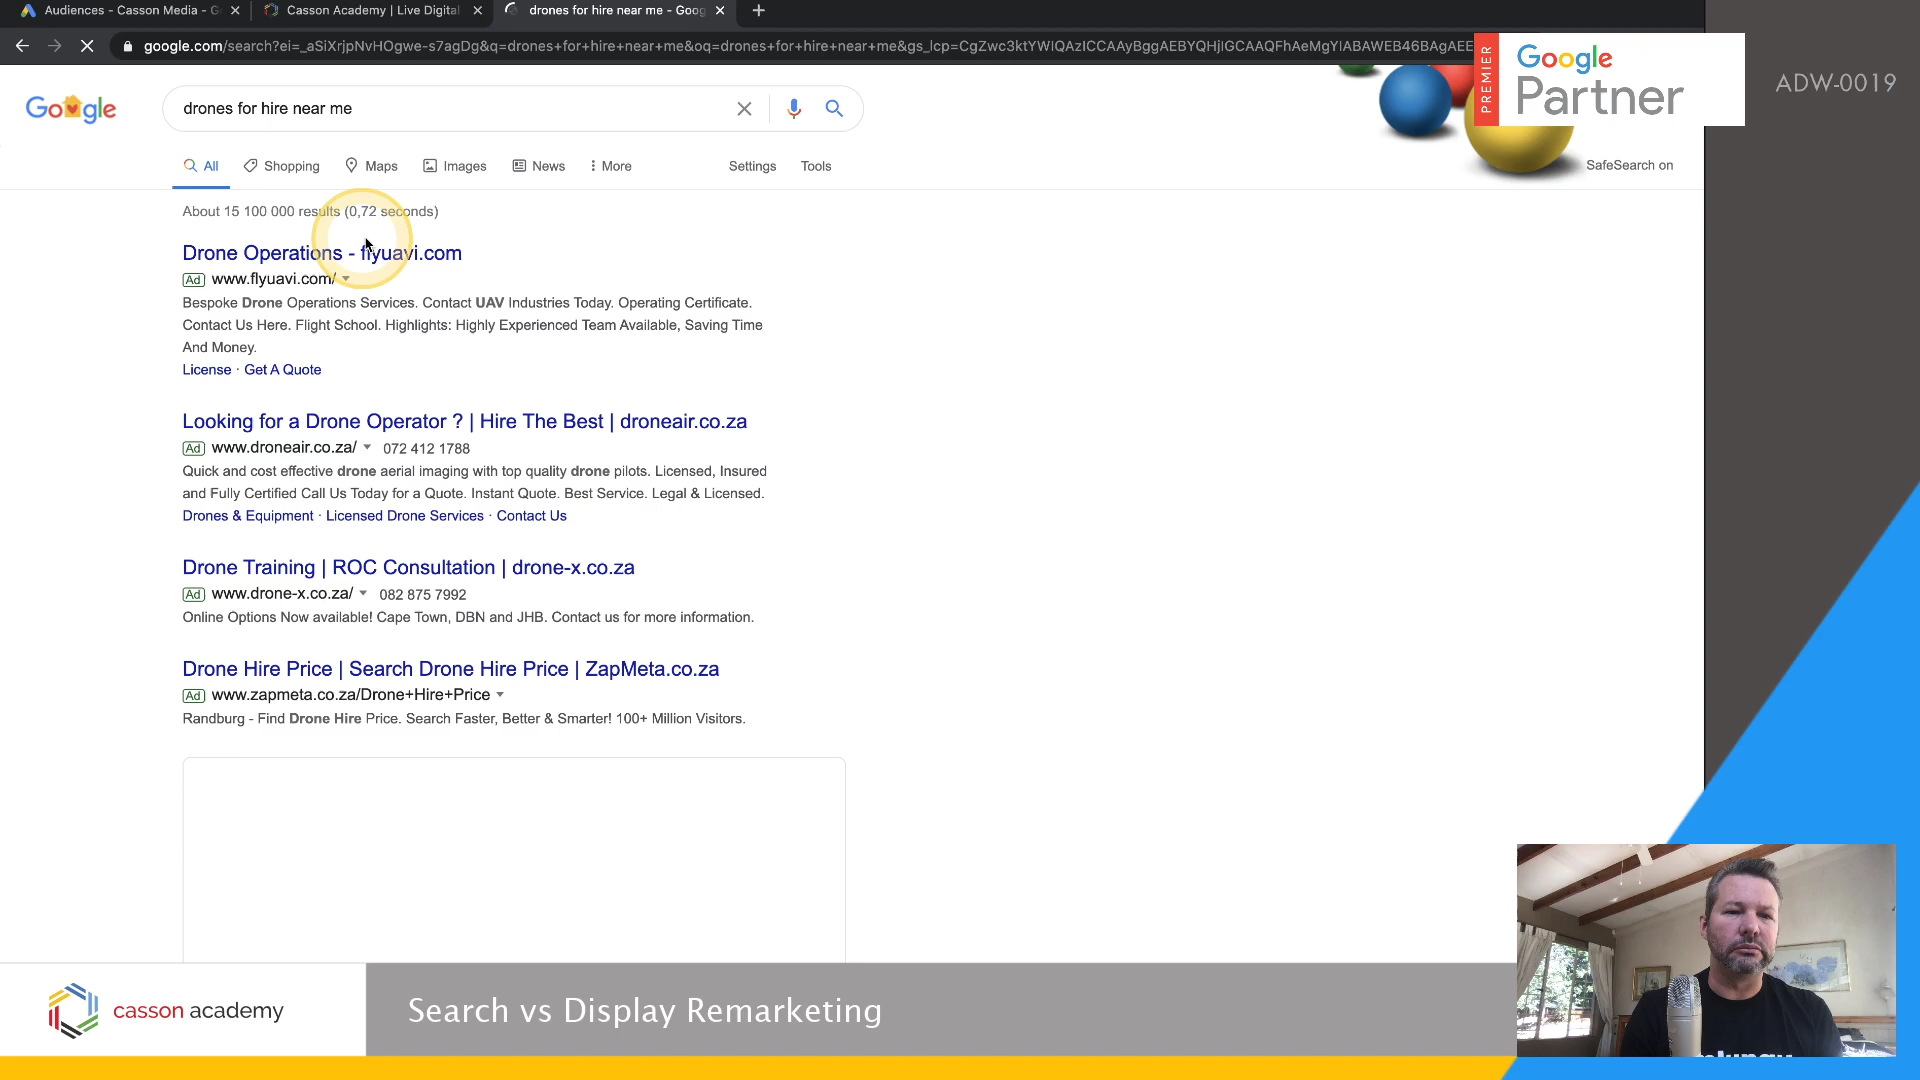 Audiences - Casson Media - G
Casson Academy | Live Digital
drones for hire near me - Goog
google.com/search?ei=_aSiXrjpNvHOgwe-s7agDg&q=drones+for+hire+near+me&oq=drones+for+hire+near+me&gs_lcp=CgZwc3ktYWIQAzICCAAyBggAEBYQHjIGCAAQFhAeMgYIABAWEB46BAgAEE
PREMIER
Google
Partner
ADW-0019
Google
drones for hire near me
All
Shopping
Maps
Images
News
More
Settings
Tools
SafeSearch on
About 15 100 000 results (0,72 seconds)
Drone Operations - flyuavi.com
Ad www.flyuavi.com/
Bespoke Drone Operations Services. Contact UAV Industries Today. Operating Certificate.
Contact Us Here. Flight School. Highlights: Highly Experienced Team Available, Saving Time
And Money.
License · Get A Quote
Looking for a Drone Operator ? | Hire The Best | droneair.co.za
Ad www.droneair.co.za/ 072 412 1788
Quick and cost effective drone aerial imaging with top quality drone pilots. Licensed, Insured
and Fully Certified Call Us Today for a Quote. Instant Quote. Best Service. Legal & Licensed.
Drones & Equipment · Licensed Drone Services · Contact Us
Drone Training | ROC Consultation | drone-x.co.za
Ad www.drone-x.co.za/ 082 875 7992
Online Options Now available! Cape Town, DBN and JHB. Contact us for more information.
Drone Hire Price | Search Drone Hire Price | ZapMeta.co.za
Ad www.zapmeta.co.za/Drone+Hire+Price
Randburg - Find Drone Hire Price. Search Faster, Better & Smarter! 100+ Million Visitors.
casson academy
Search vs Display Remarketing